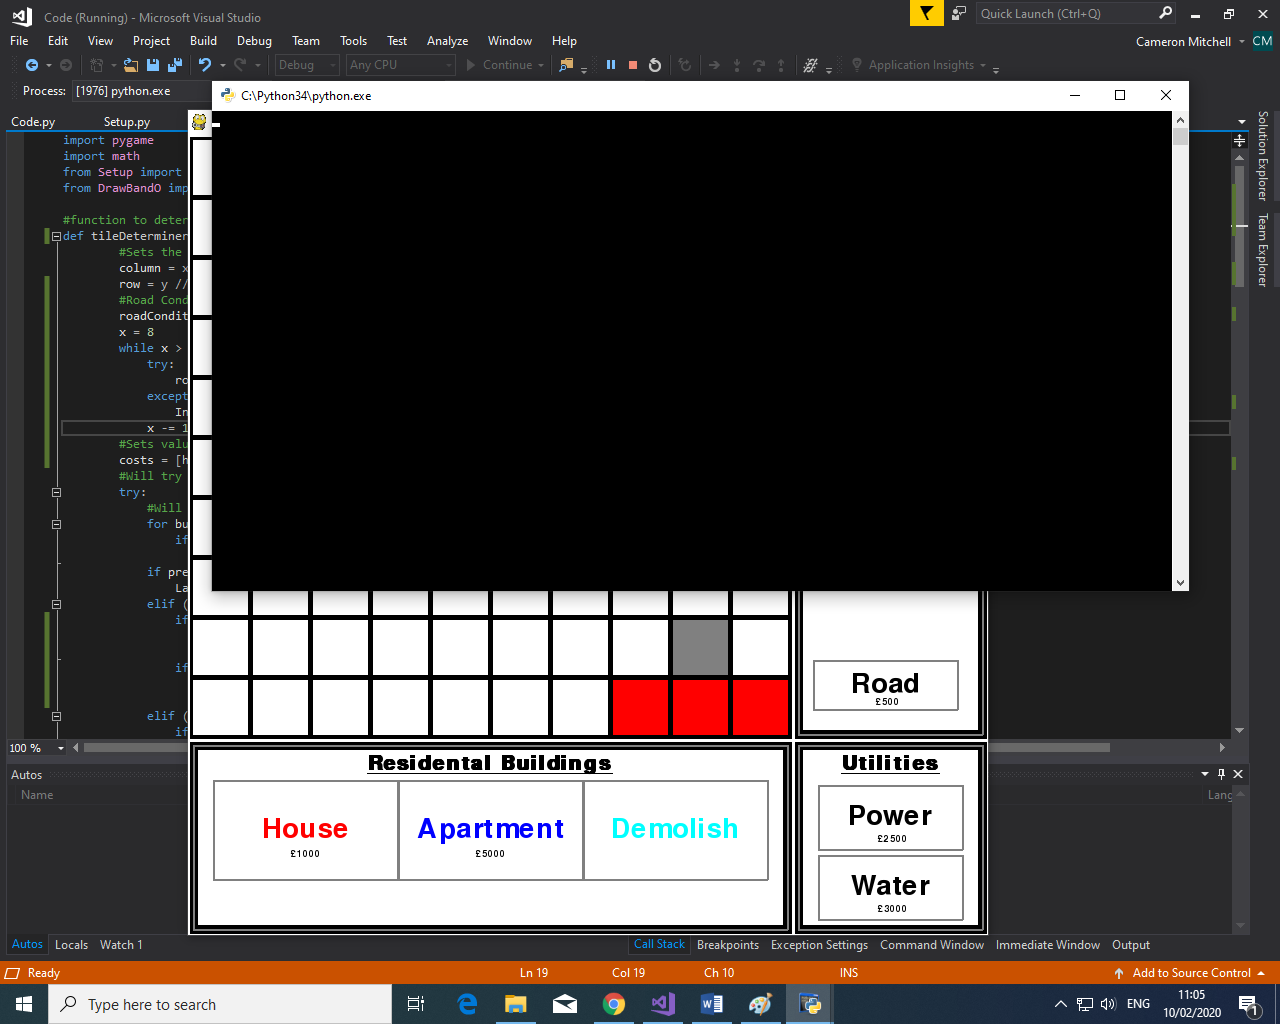 Code (Running) - Microsoft Visual Studio
Quick Launch (Ctrl+Q)
File Edit View Project Build Debug Team Tools Test Analyze Window Help
Cameron Mitchell CM
Debug Any CPU Continue Application Insights
Process: [1976] python.exe
C:\Python34\python.exe
Code.py Setup.py
Solution Explorer
Team Explorer
import pygame
import math
from Setup import
from DrawBandO imp
#function to deter
def tileDeterminer
#Sets the
column = x
row = y //
#Road Cond
roadCondit
x = 8
while x >
try:
ro
except
In
x -= 1
#Sets valu
costs = [h
#Will try
try:
#Will
for bu
if
if pre
La
elif (
if
if
elif (
if
100 %
Road
£500
Residental Buildings
House
£1000
Apartment
£5000
Demolish
Utilities
Power
£2500
Water
£3000
Autos
Name
Lang
Autos Locals Watch 1
Call Stack Breakpoints Exception Settings Command Window Immediate Window Output
Ready Ln 19 Col 19 Ch 10 INS Add to Source Control
Type here to search
ENG
11:05
10/02/2020
1